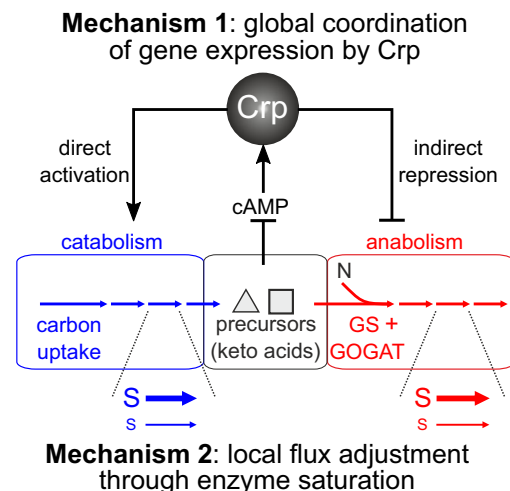 Mechanism 1: global coordination
of gene expression by Crp
Crp
direct
activation
indirect
repression
cAMP
catabolism
anabolism
N
carbon
uptake
precursors
(keto acids)
GS +
GOGAT
S
s
S
s
Mechanism 2: local flux adjustment
through enzyme saturation